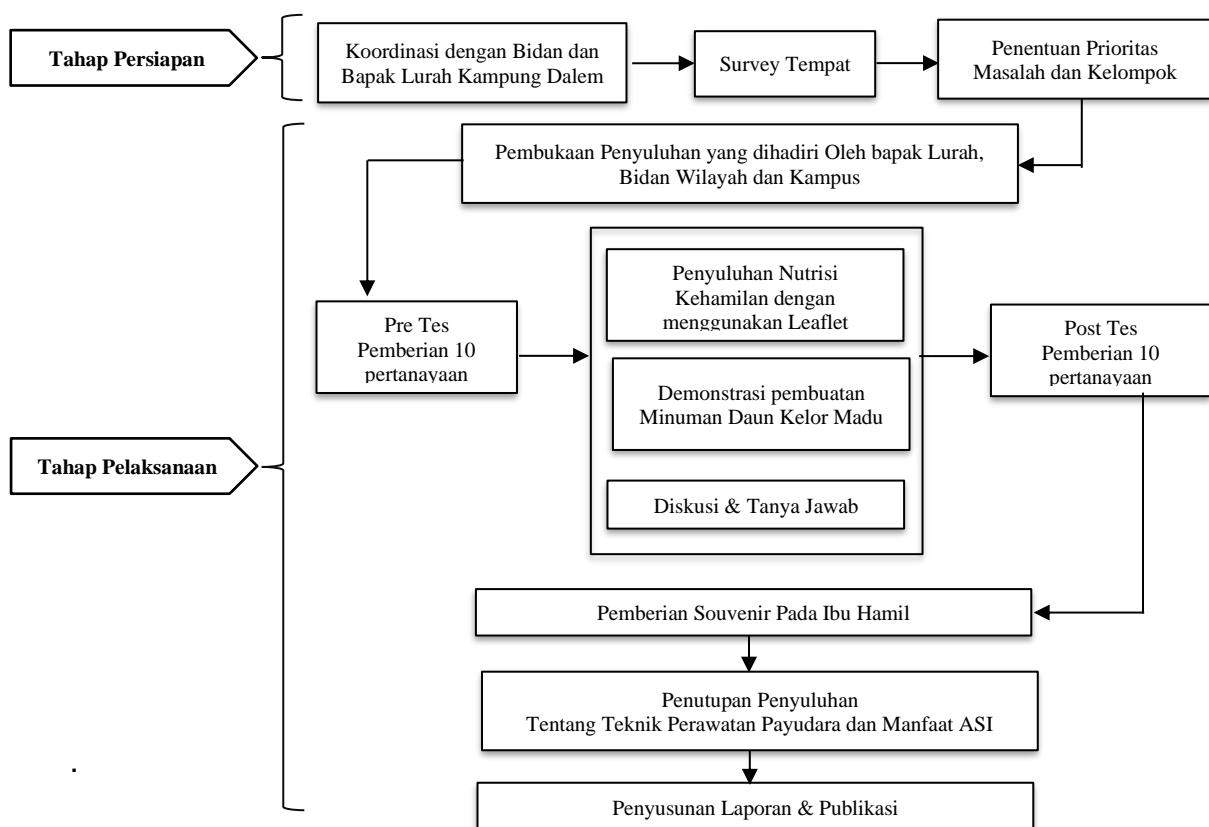 Tahap Persiapan
Koordinasi dengan Bidan dan
Bapak Lurah Kampung Dalem
Survey Tempat
Penentuan Prioritas
Masalah dan Kelompok
Pembukaan Penyuluhan yang dihadiri Oleh bapak Lurah,
Bidan Wilayah dan Kampus
Pre Tes
Pemberian 10
pertanayaan
Penyuluhan Nutrisi
Kehamilan dengan
menggunakan Leaflet
Demonstrasi pembuatan
Minuman Daun Kelor Madu
Diskusi & Tanya Jawab
Post Tes
Pemberian 10
pertanayaan
Tahap Pelaksanaan
Pemberian Souvenir Pada Ibu Hamil
Penutupan Penyuluhan
Tentang Teknik Perawatan Payudara dan Manfaat ASI
.
Penyusunan Laporan & Publikasi